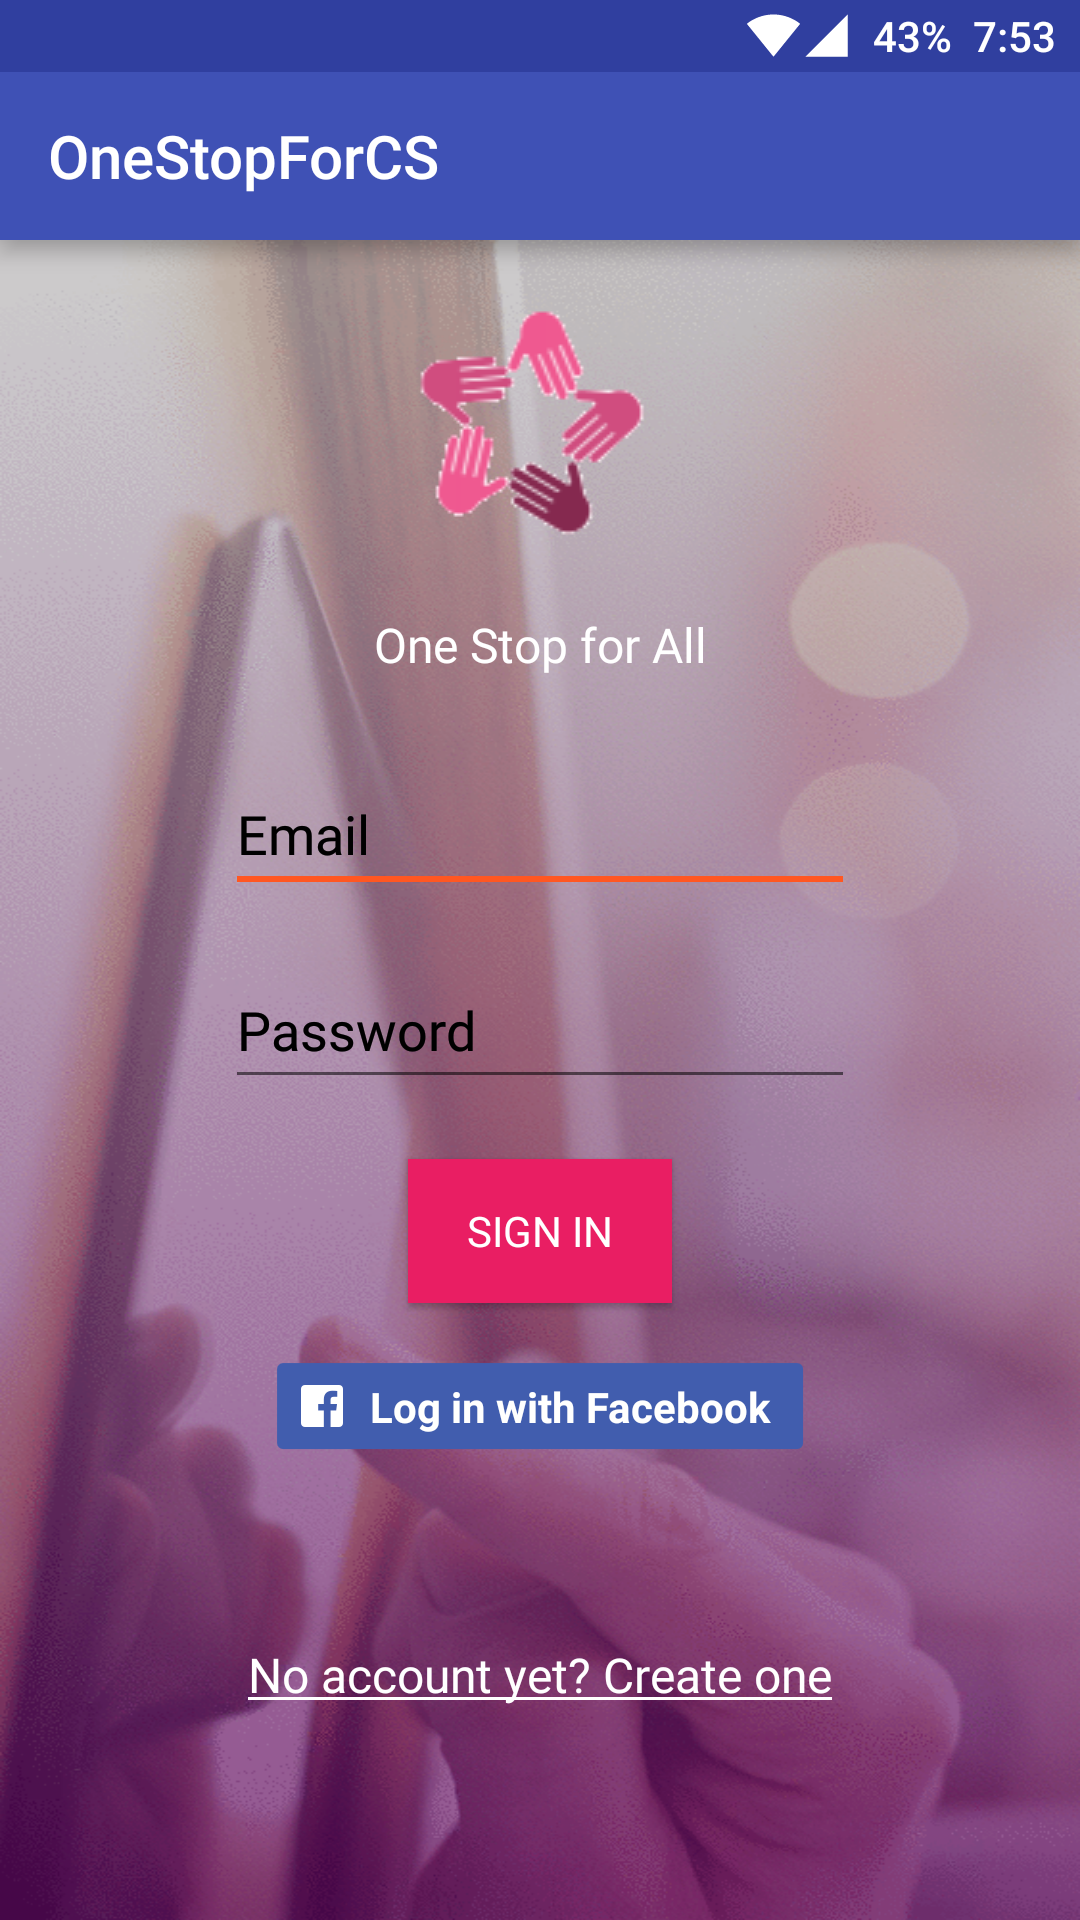 43% 7:53
OneStopForCS
One Stop for All
Email
Password
SIGN IN
Log in with Facebook
No account yet? Create one